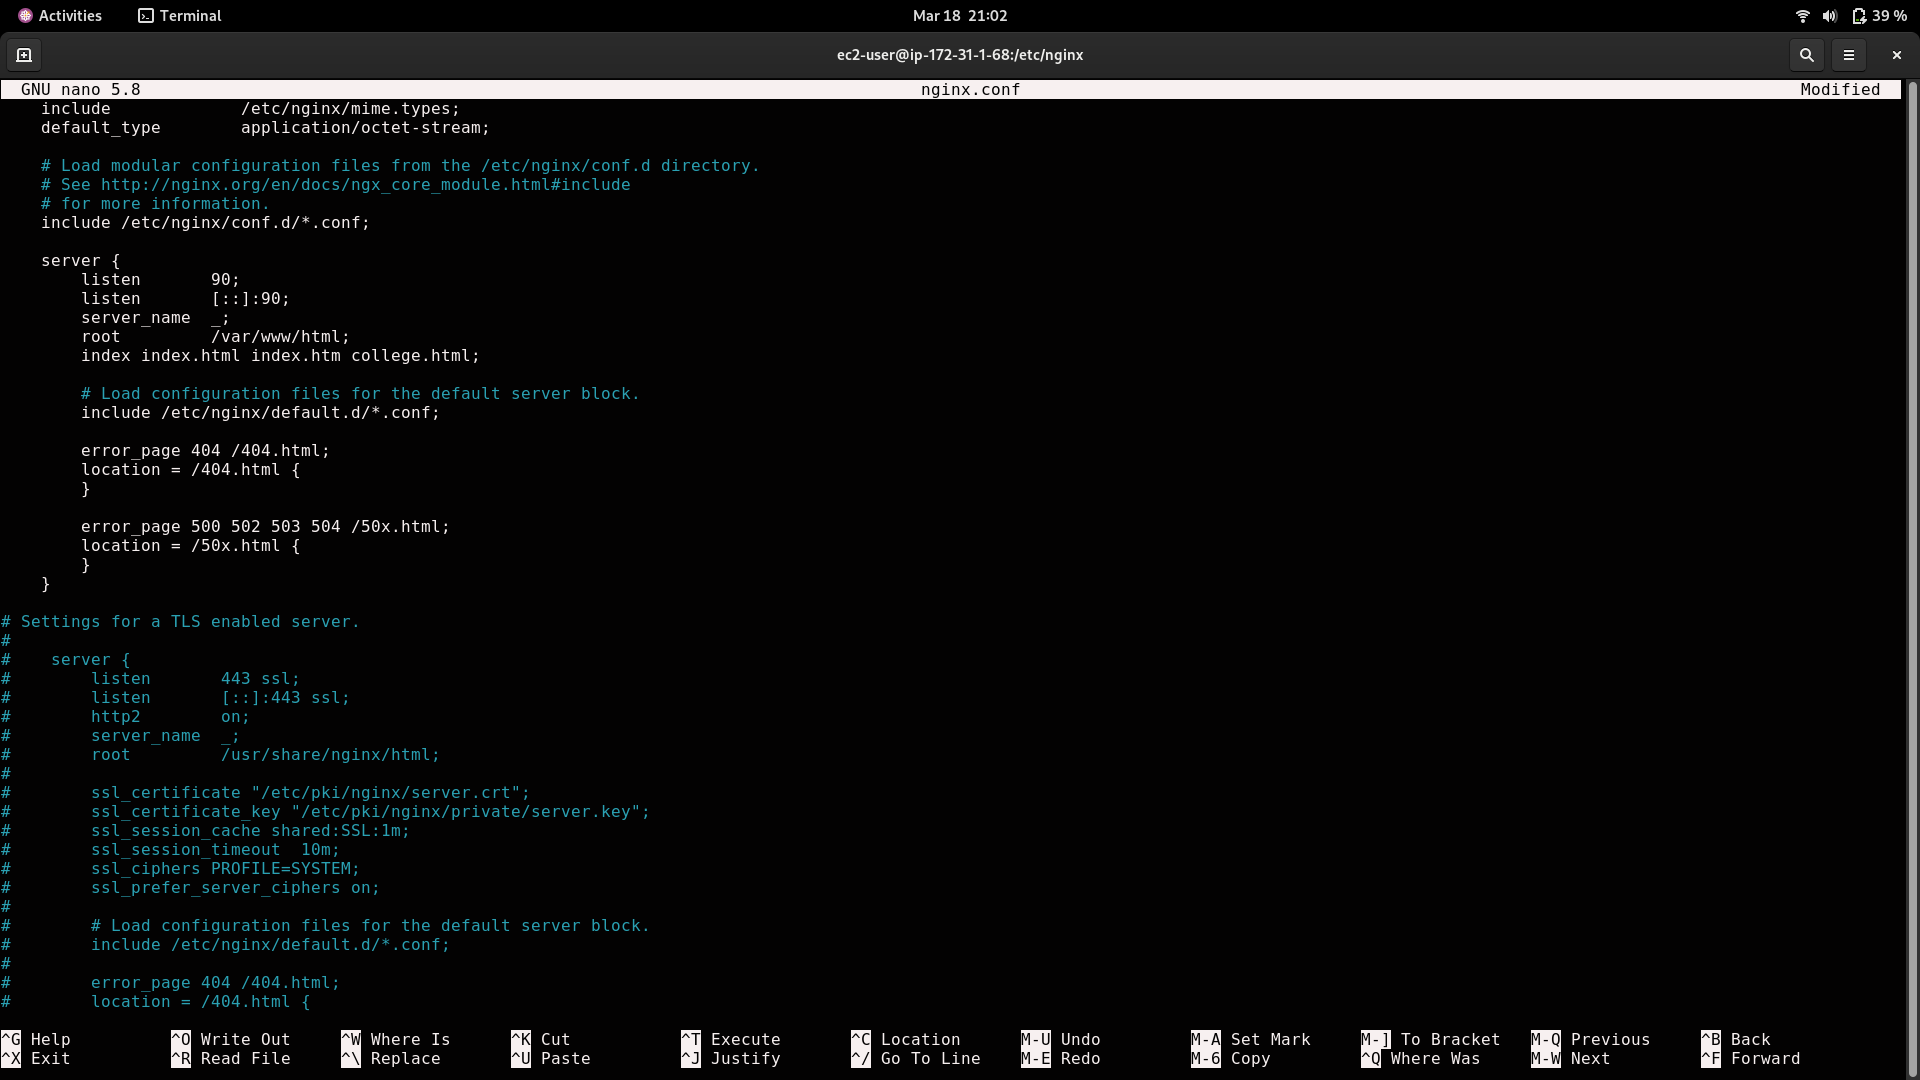 Activities Terminal Mar 18 21:02 39 %
ec2-user@ip-172-31-1-68:/etc/nginx
GNU nano 5.8 nginx.conf Modified
    include             /etc/nginx/mime.types;
    default_type        application/octet-stream;

    # Load modular configuration files from the /etc/nginx/conf.d directory.
    # See http://nginx.org/en/docs/ngx_core_module.html#include
    # for more information.
    include /etc/nginx/conf.d/*.conf;

    server {
        listen       90;
        listen       [::]:90;
        server_name  _;
        root         /var/www/html;
        index index.html index.htm college.html;

        # Load configuration files for the default server block.
        include /etc/nginx/default.d/*.conf;

        error_page 404 /404.html;
        location = /404.html {
        }

        error_page 500 502 503 504 /50x.html;
        location = /50x.html {
        }
    }

# Settings for a TLS enabled server.
#
#    server {
#        listen       443 ssl;
#        listen       [::]:443 ssl;
#        http2        on;
#        server_name  _;
#        root         /usr/share/nginx/html;
#
#        ssl_certificate "/etc/pki/nginx/server.crt";
#        ssl_certificate_key "/etc/pki/nginx/private/server.key";
#        ssl_session_cache shared:SSL:1m;
#        ssl_session_timeout  10m;
#        ssl_ciphers PROFILE=SYSTEM;
#        ssl_prefer_server_ciphers on;
#
#        # Load configuration files for the default server block.
#        include /etc/nginx/default.d/*.conf;
#
#        error_page 404 /404.html;
#        location = /404.html {

^G Help ^O Write Out ^W Where Is ^K Cut ^T Execute ^C Location M-U Undo M-A Set Mark M-] To Bracket M-Q Previous ^B Back
^X Exit ^R Read File ^\ Replace ^U Paste ^J Justify ^/ Go To Line M-E Redo M-6 Copy ^Q Where Was M-W Next ^F Forward